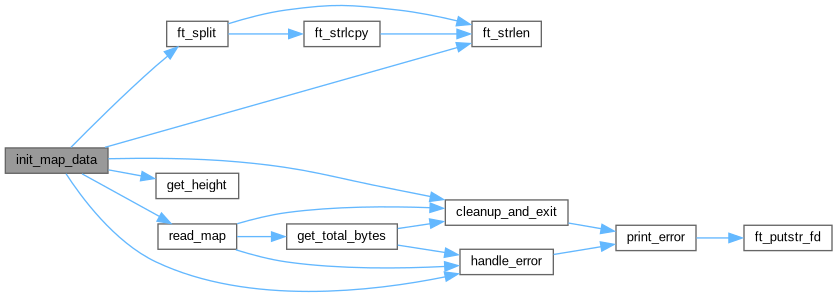 init_map_data
ft_split
ft_strlcpy
ft_strlen
get_height
read_map
get_total_bytes
cleanup_and_exit
handle_error
print_error
ft_putstr_fd